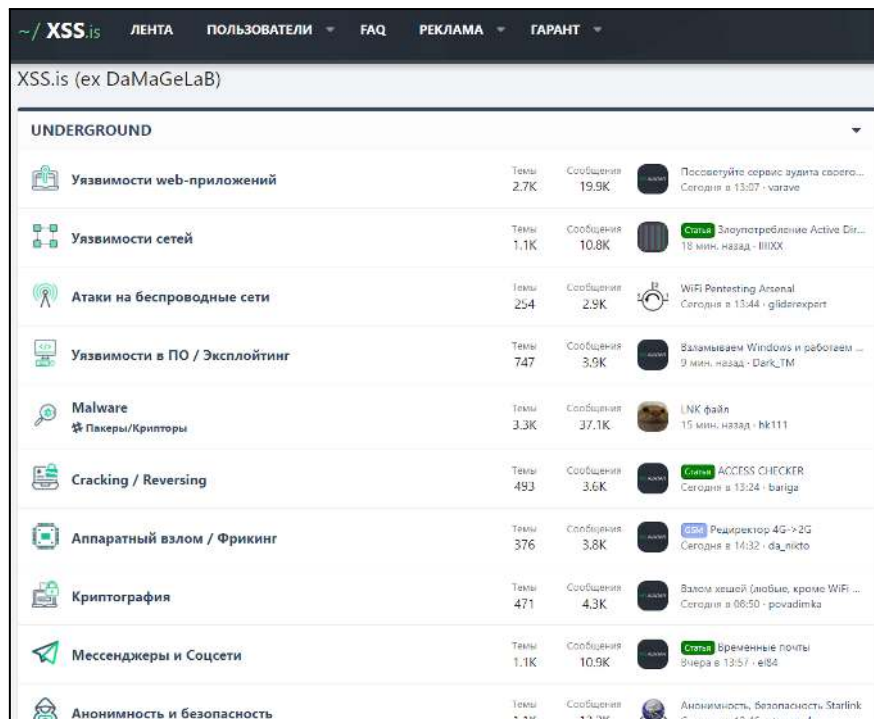 ~/ XSS.is ЛЕНТА ПОЛЬЗОВАТЕЛИ FAQ РЕКЛАМА ГАРАНТ
XSS.is (ex DaMaGeLaB)
UNDERGROUND
Уязвимости web-приложений
Темы
2.7K
Сообщения
19.9K
Посоветуйте сервис аудита своего...
Сегодня в 13:07 · varave
Уязвимости сетей
Темы
1.1K
Сообщения
10.8K
Статья Злоупотребление Active Dir...
18 мин. назад · IIIIXX
Атаки на беспроводные сети
Темы
254
Сообщения
2.9K
WiFi Pentesting Arsenal
Сегодня в 13:44 · gliderexpert
Уязвимости в ПО / Эксплойтинг
Темы
747
Сообщения
3.9K
Взламываем Windows и работаем ...
9 мин. назад · Dark_TM
Malware
Пакеры/Крипторы
Темы
3.3K
Сообщения
37.1K
LNK файл
15 мин. назад · hk111
Cracking / Reversing
Темы
493
Сообщения
3.6K
Статья ACCESS CHECKER
Сегодня в 13:24 · bariga
Аппаратный взлом / Фрикинг
Темы
376
Сообщения
3.8K
GSM Редиректор 4G->2G
Сегодня в 14:32 · da_nikto
Криптография
Темы
471
Сообщения
4.3K
Взлом хешей (любые, кроме WiFi ...
Сегодня в 08:50 · povadimka
Мессенджеры и Соцсети
Темы
1.1K
Сообщения
10.9K
Статья Временные почты
Вчера в 13:57 · el84
Анонимность и безопасность
Темы
Сообщения
Анонимность, безопасность Starlink